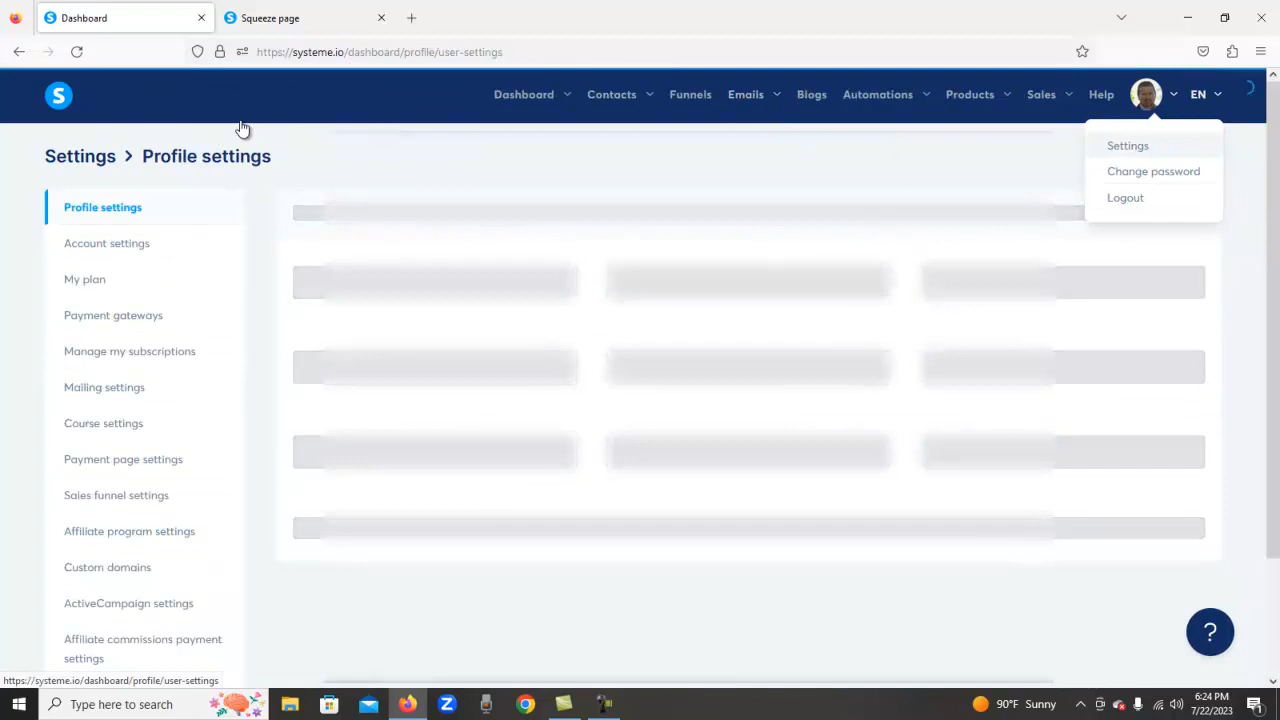 Dashboard
Squeeze page
https://systeme.io/dashboard/profile/user-settings
S
Dashboard
Contacts
Funnels
Emails
Blogs
Automations
Products
Sales
Help
EN
Settings
Change password
Logout
Settings > Profile settings
Profile settings
Account settings
My plan
Payment gateways
Manage my subscriptions
Mailing settings
Course settings
Payment page settings
Sales funnel settings
Affiliate program settings
Custom domains
ActiveCampaign settings
Affiliate commissions payment
settings
?
https://systeme.io/dashboard/profile/user-settings
Type here to search
90°F Sunny
6:24 PM
7/22/2023